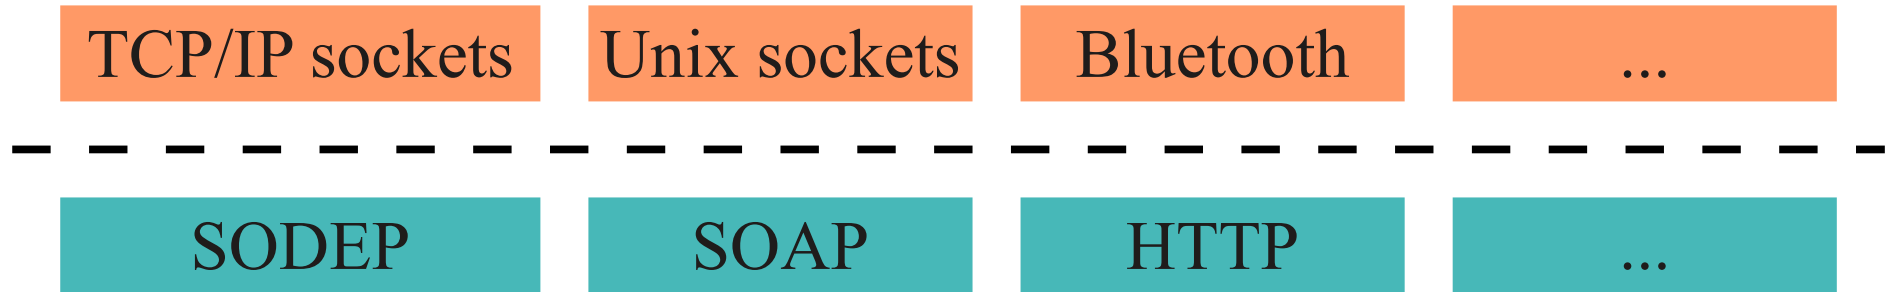 TCP/IP sockets Unix sockets Bluetooth ...
SODEP SOAP HTTP ...